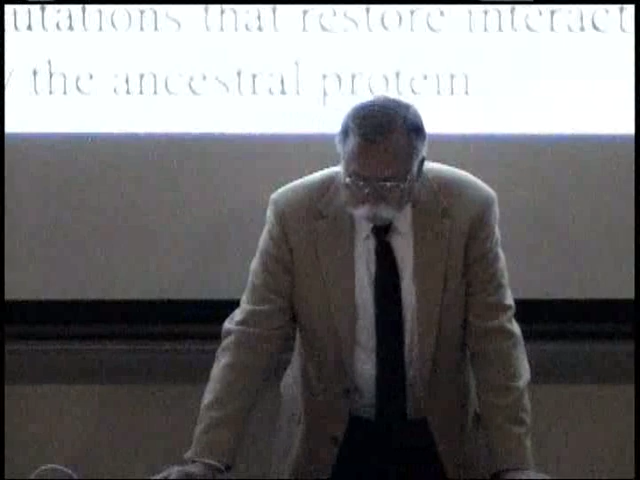 utations that restore interact
y the ancestral protein